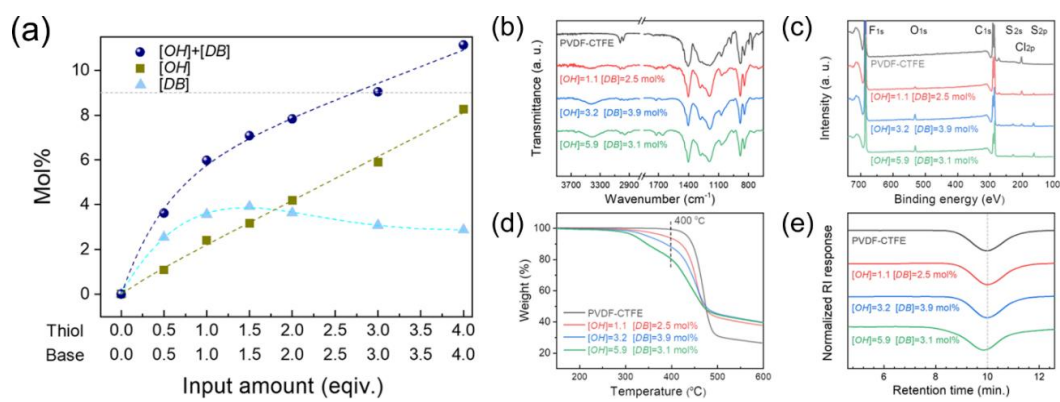 (a)
[OH]+[DB]
[OH]
[DB]
Mol%
10
8
6
4
2
0
Thiol 0.0 0.5 1.0 1.5 2.0 2.5 3.0 3.5 4.0
Base 0.0 0.5 1.0 1.5 2.0 2.5 3.0 3.5 4.0
Input amount (eqiv.)
(b)
Transmittance (a. u.)
PVDF-CTFE
[OH]=1.1 [DB]=2.5 mol%
[OH]=3.2 [DB]=3.9 mol%
[OH]=5.9 [DB]=3.1 mol%
3700 2900 1700 1400 1100 800
Wavenumber (cm-1)
(c)
Intensity (a. u.)
F1s O1s C1s S2s S2p
Cl2p
PVDF-CTFE
[OH]=1.1 [DB]=2.5 mol%
[OH]=3.2 [DB]=3.9 mol%
[OH]=5.9 [DB]=3.1 mol%
700 600 500 400 300 200 100
Binding energy (eV)
(d)
400 °C
Weight (%)
100
80
60
40
20
PVDF-CTFE
[OH]=1.1 [DB]=2.5 mol%
[OH]=3.2 [DB]=3.9 mol%
[OH]=5.9 [DB]=3.1 mol%
200 300 400 500 600
Temperature (°C)
(e)
Normalized RI response
PVDF-CTFE
[OH]=1.1 [DB]=2.5 mol%
[OH]=3.2 [DB]=3.9 mol%
[OH]=5.9 [DB]=3.1 mol%
6 8 10 12
Retention time (min.)